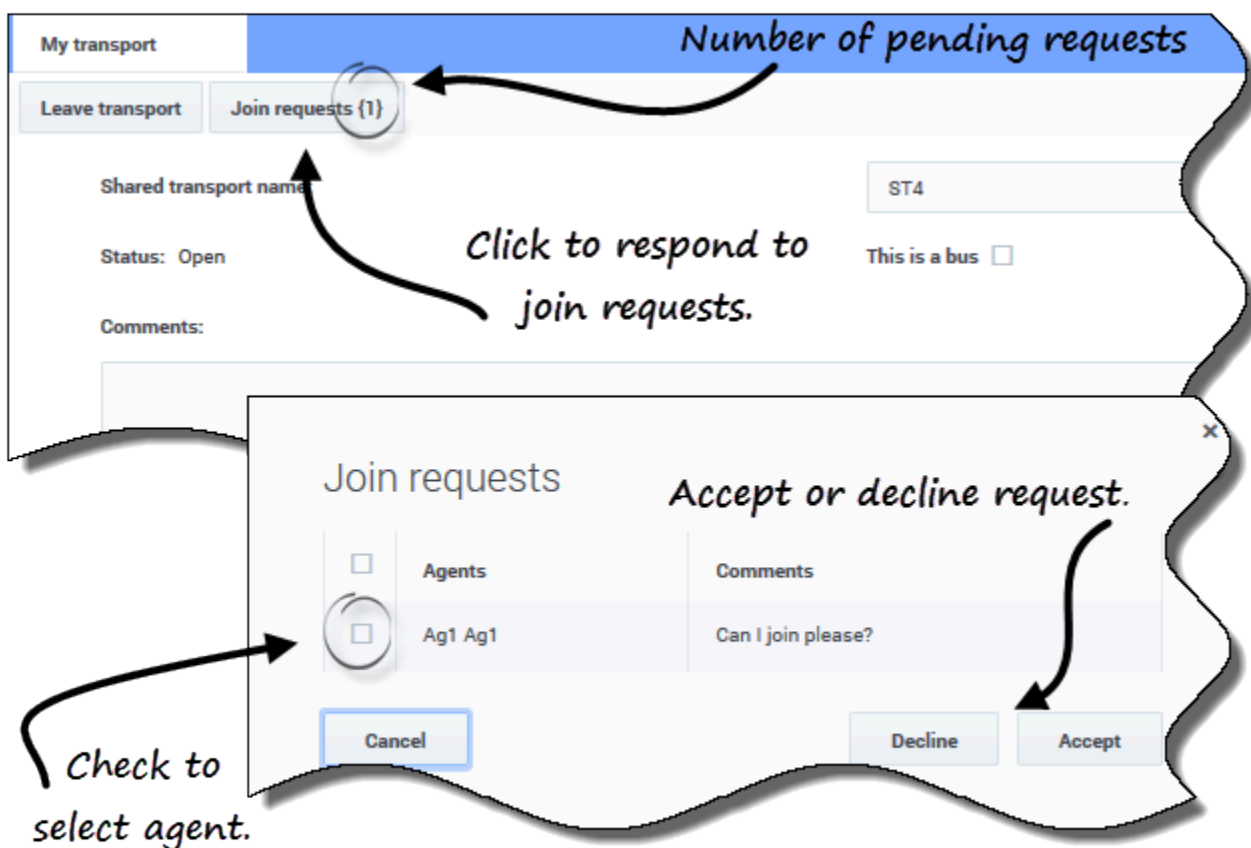 My transport
Number of pending requests
Leave transport
Join requests {1}
Shared transport name
ST4
Click to respond to
join requests.
Status: Open
This is a bus
Comments:
×
Join requests
Accept or decline request.
Agents
Comments
Ag1 Ag1
Can I join please?
Cancel
Decline
Accept
Check to
select agent.